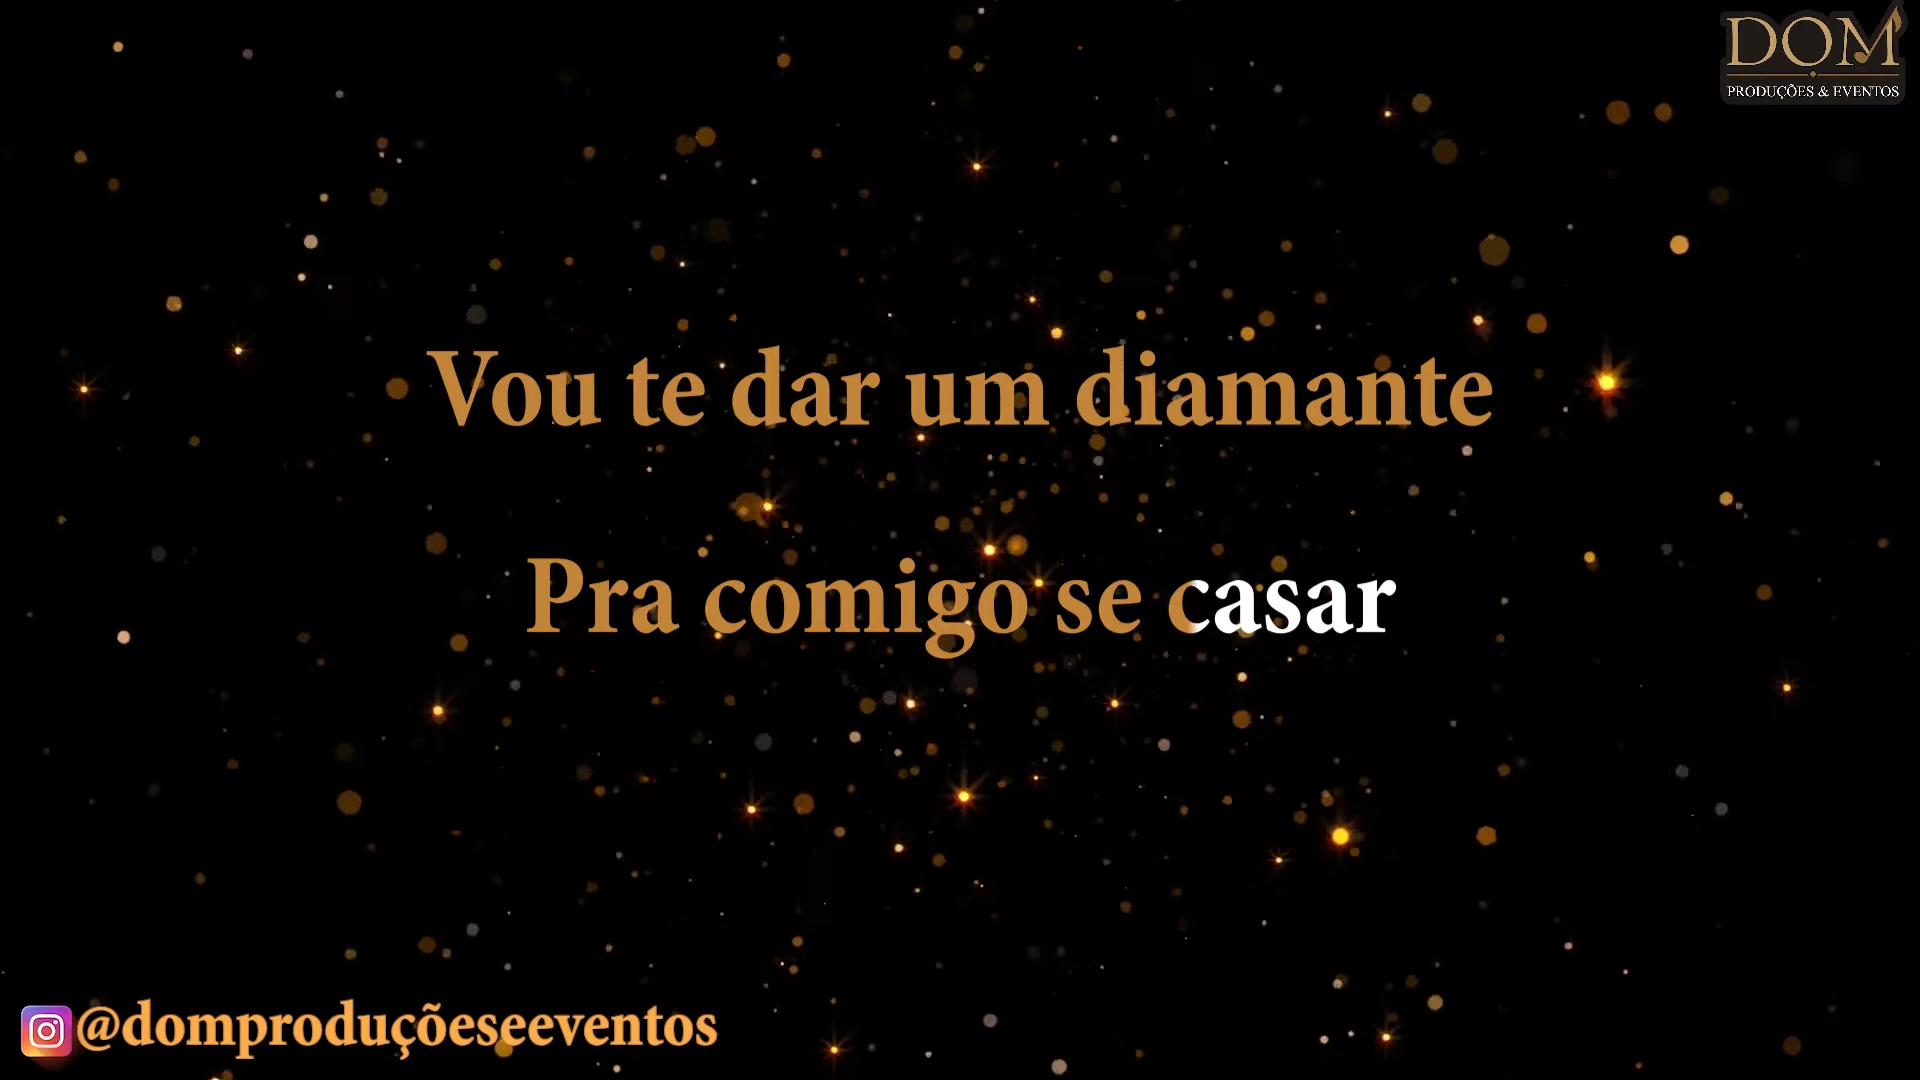 DOM
PRODUÇÕES & EVENTOS
Vou te dar um diamante
Pra comigo se casar
@domproduçõeseeventos